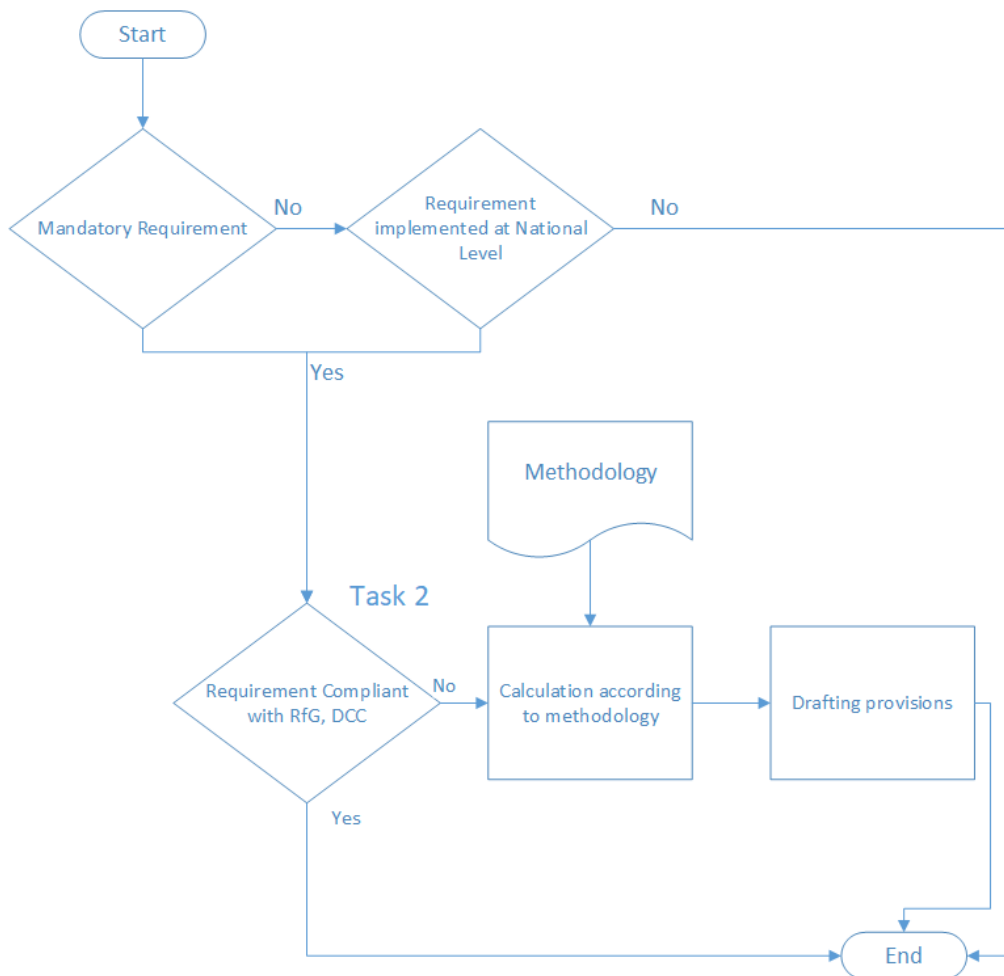 Start
Mandatory Requirement
No
Requirement
implemented at National
Level
No
Yes
Methodology
Task 2
Requirement Compliant
with RfG, DCC
No
Calculation according
to methodology
Drafting provisions
Yes
End